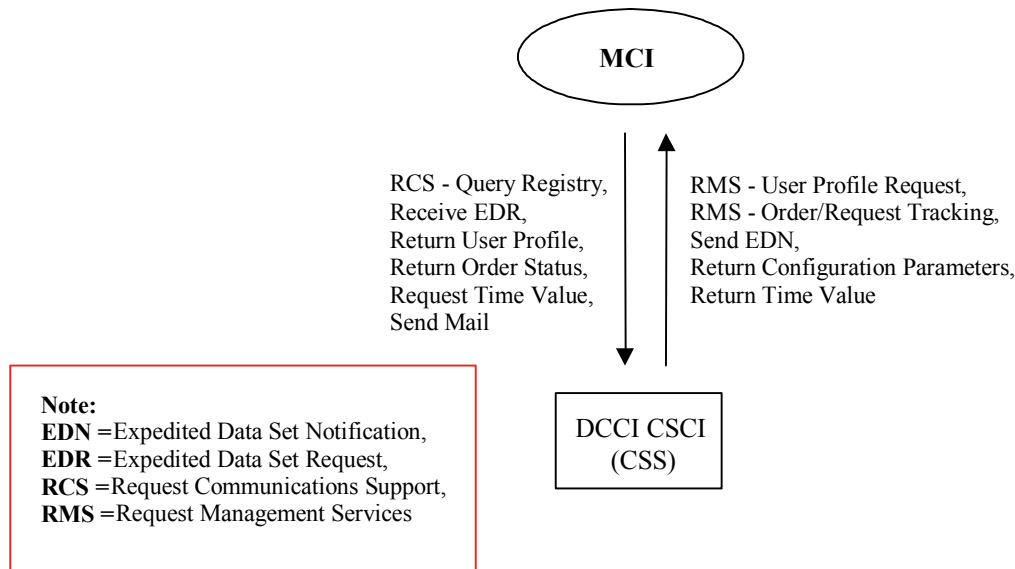 MCI
RCS - Query Registry,
Receive EDR,
Return User Profile,
Return Order Status,
Request Time Value,
Send Mail
RMS - User Profile Request,
RMS - Order/Request Tracking,
Send EDN,
Return Configuration Parameters,
Return Time Value
Note:
EDN =Expedited Data Set Notification,
EDR =Expedited Data Set Request,
RCS =Request Communications Support,
RMS =Request Management Services
DCCI CSCI
(CSS)